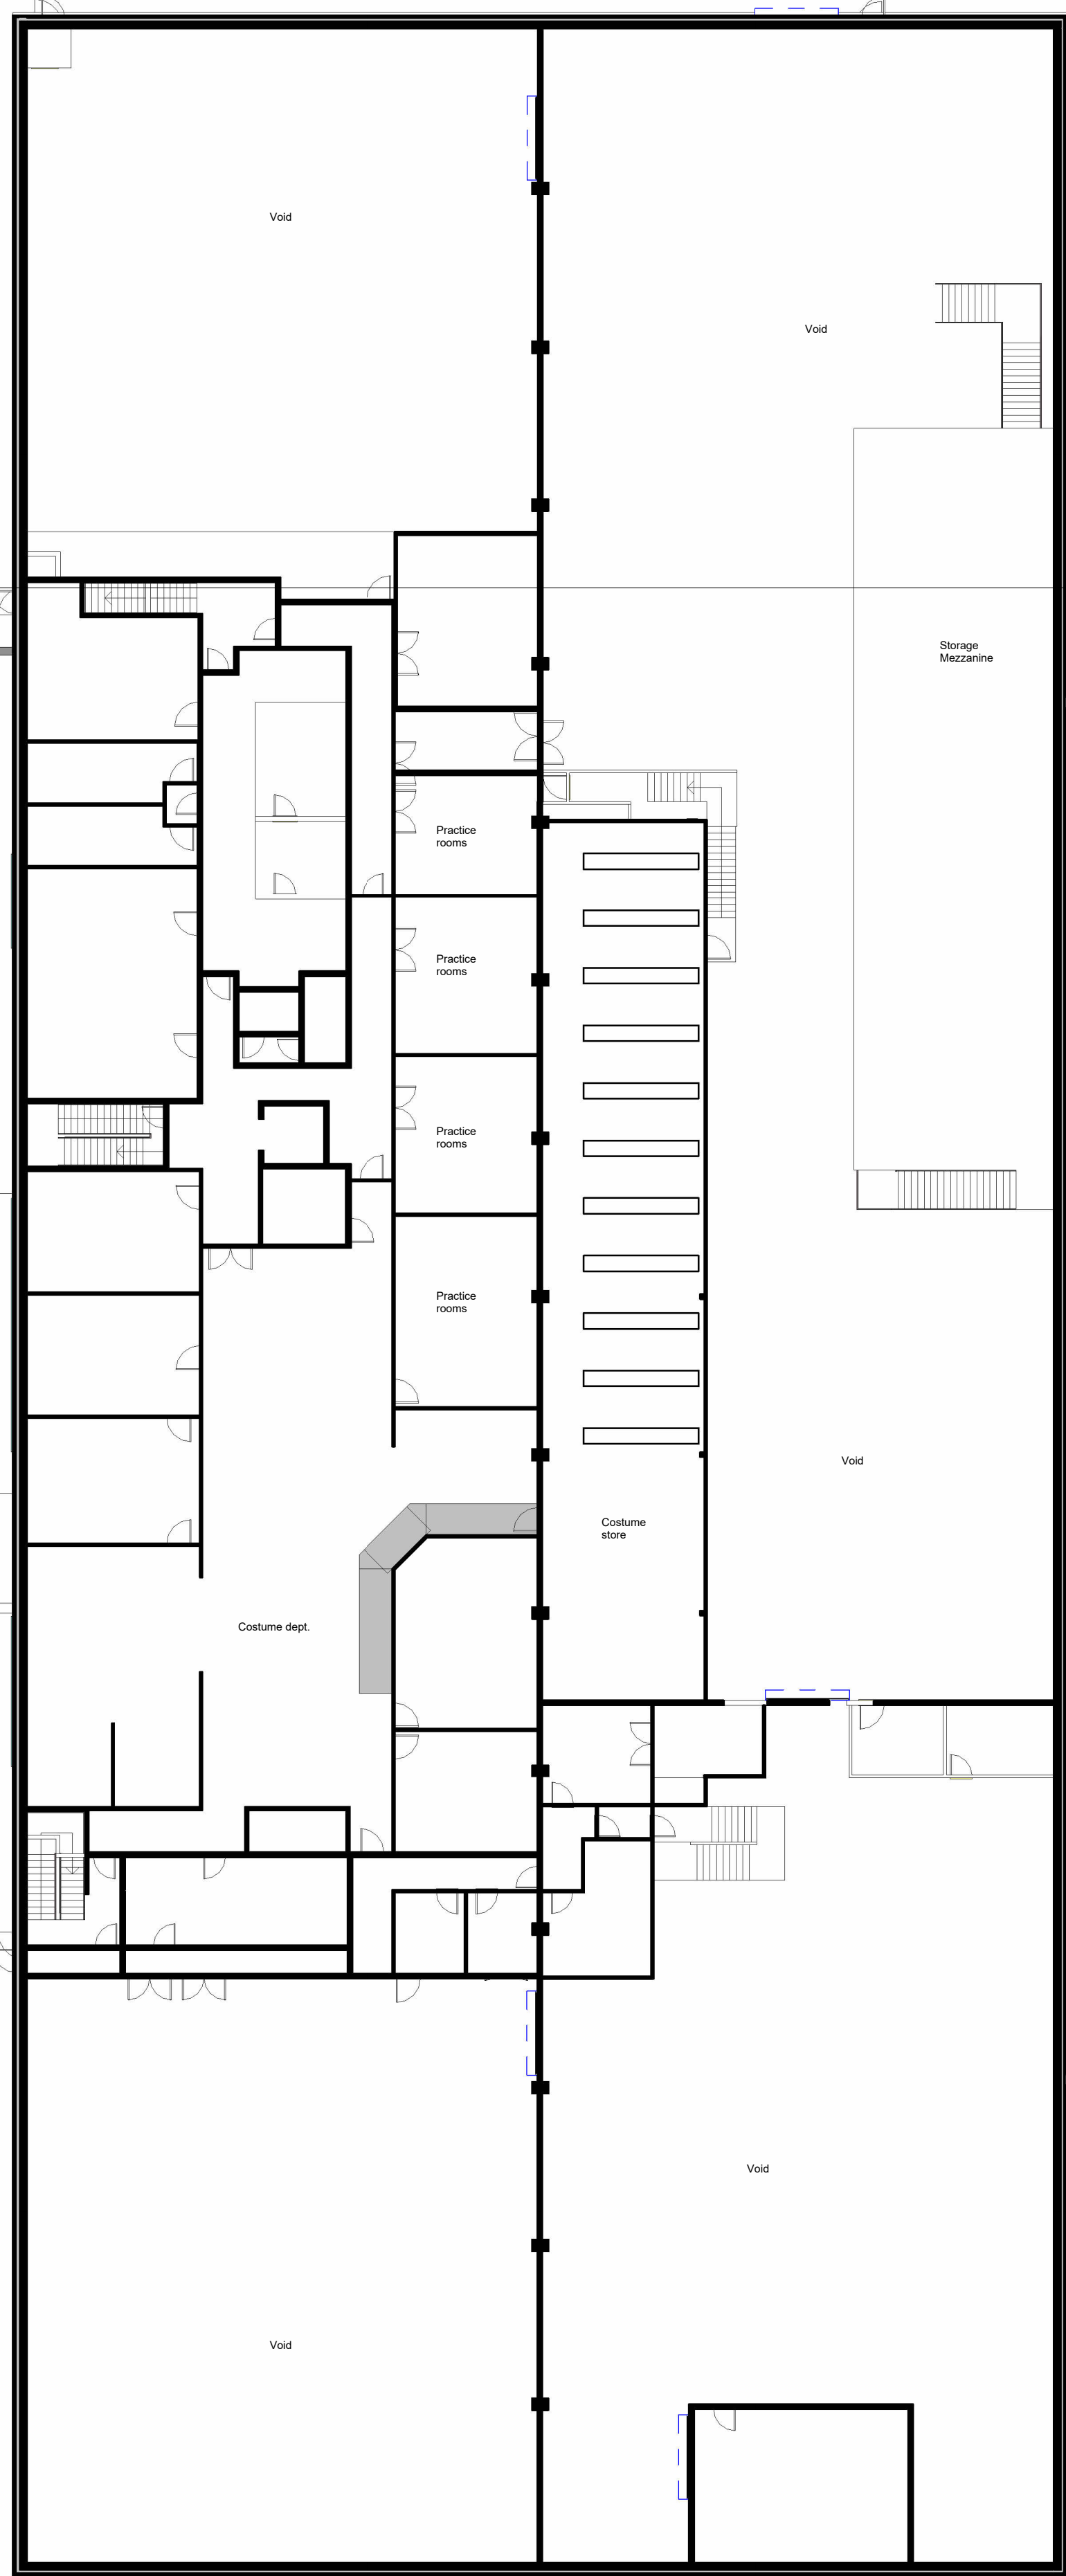 Void
Void
Storage
Mezzanine
Practice
rooms
Practice
rooms
Practice
rooms
Practice
rooms
Void
Costume
store
Costume dept.
Void
Void